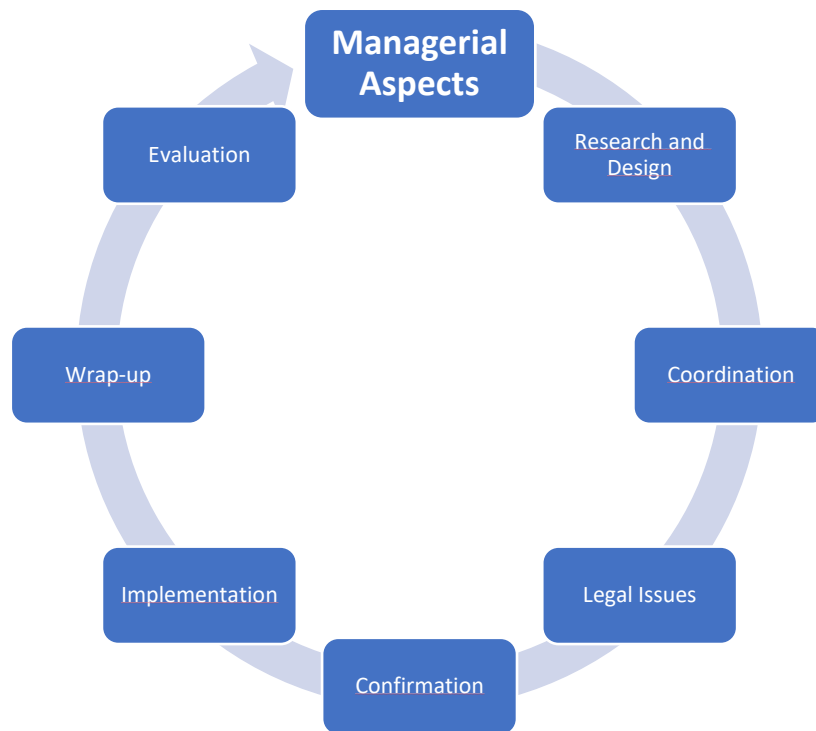 Managerial
Aspects
Research and
Design
Coordination
Legal Issues
Confirmation
Implementation
Wrap-up
Evaluation